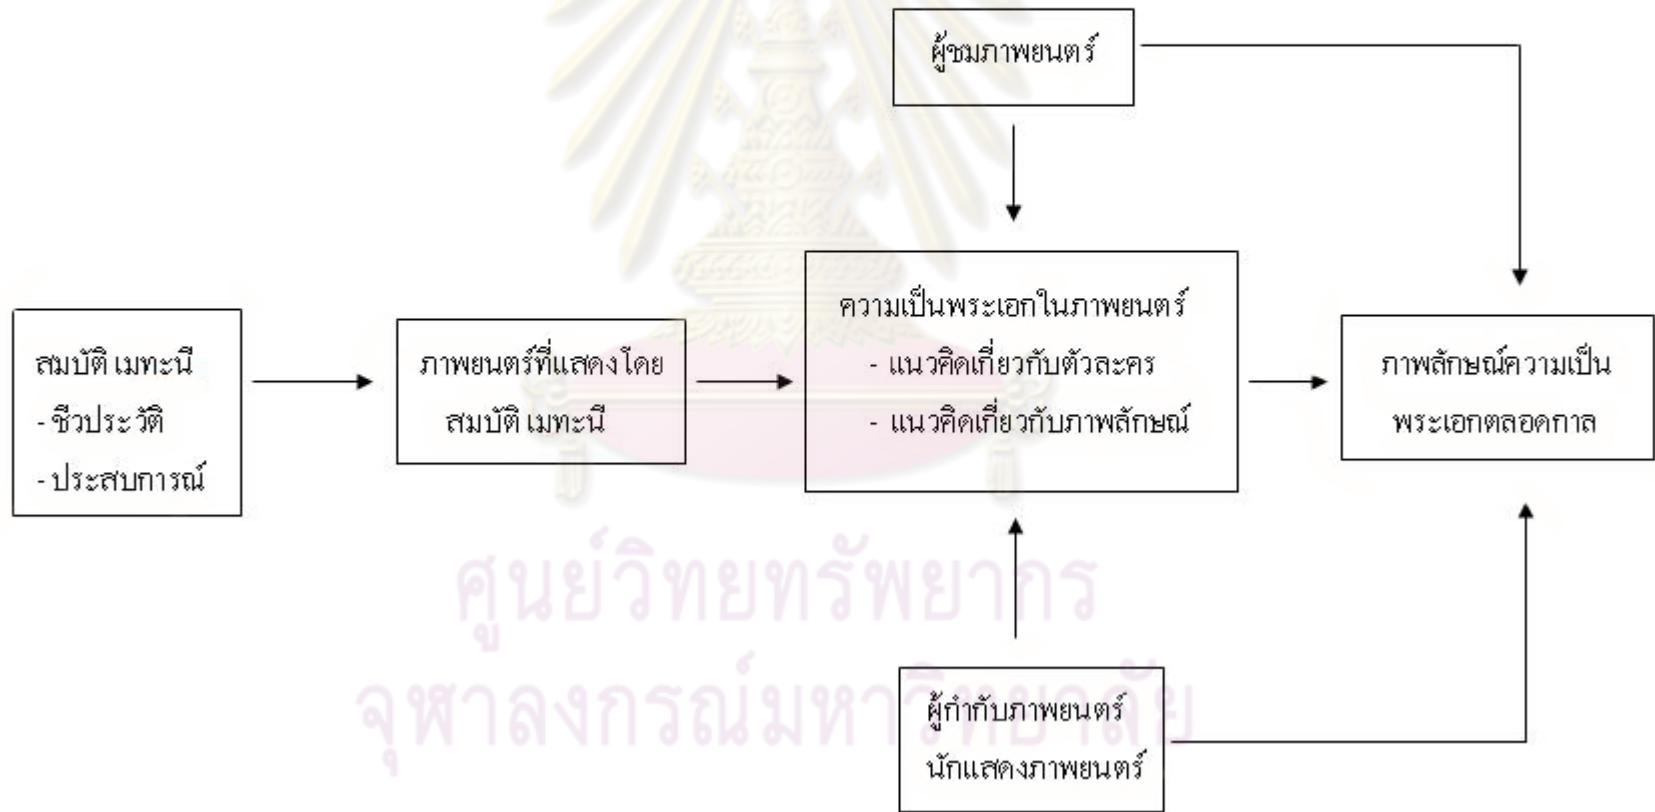 ผู้ชมภาพยนตร์
สมบัติ เมทะนี
- ชีวประวัติ
- ประสบการณ์
ภาพยนตร์ที่แสดงโดย
สมบัติ เมทะนี
ความเป็นพระเอกในภาพยนตร์
- แนวคิดเกี่ยวกับตัวละคร
- แนวคิดเกี่ยวกับภาพลักษณ์
ภาพลักษณ์ความเป็น
พระเอกตลอดกาล
ศูนย์วิทยทรัพยากร
จุฬาลงกรณ์มหาวิทยาลัย
ผู้กำกับภาพยนตร์
นักแสดงภาพยนตร์